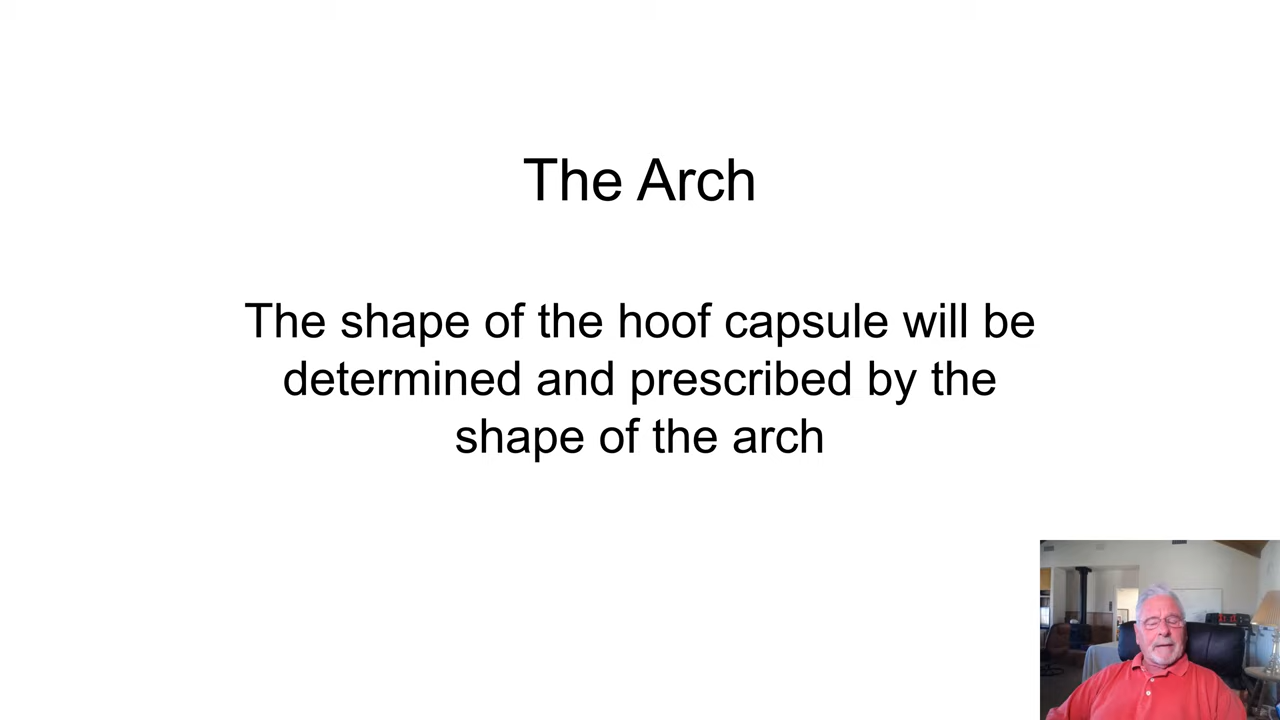 The Arch
The shape of the hoof capsule will be
determined and prescribed by the
shape of the arch